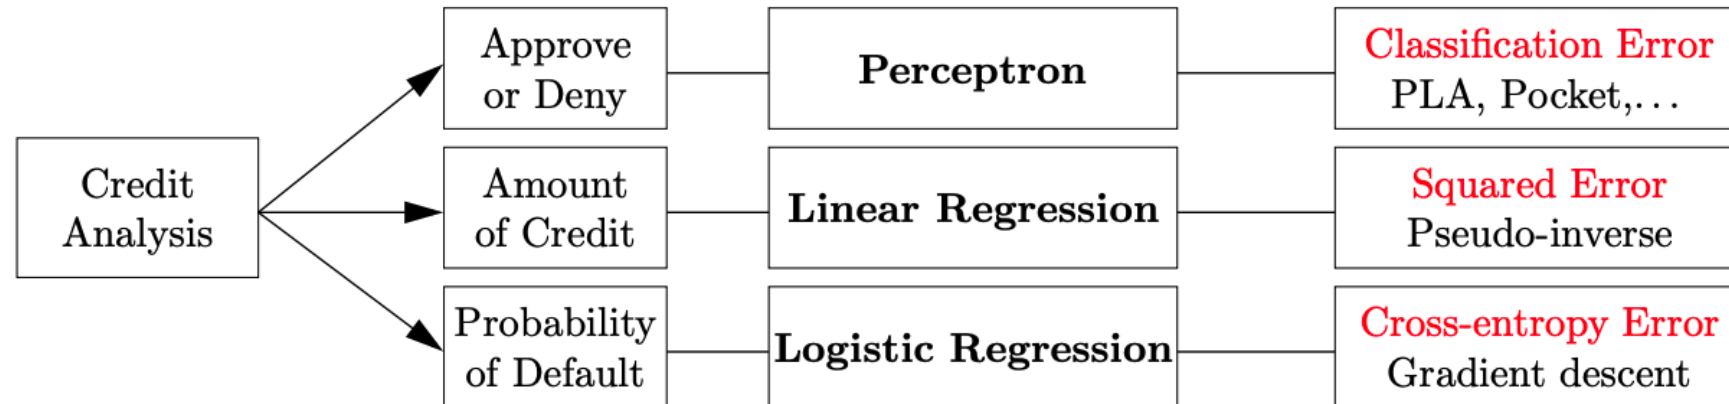 Credit
Analysis
Approve
or Deny
Perceptron
Classification Error
PLA, Pocket,...
Amount
of Credit
Linear Regression
Squared Error
Pseudo-inverse
Probability
of Default
Logistic Regression
Cross-entropy Error
Gradient descent